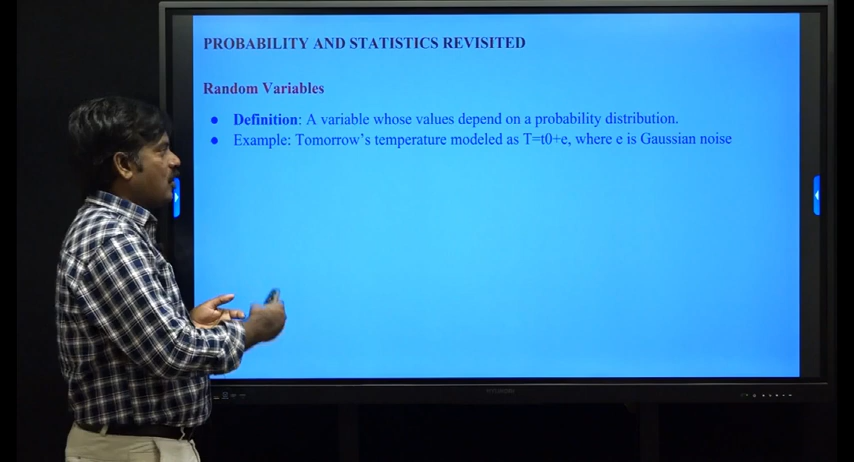 PROBABILITY AND STATISTICS REVISITED
Random Variables
● Definition: A variable whose values depend on a probability distribution.
● Example: Tomorrow's temperature modeled as T=t0+e, where e is Gaussian noise